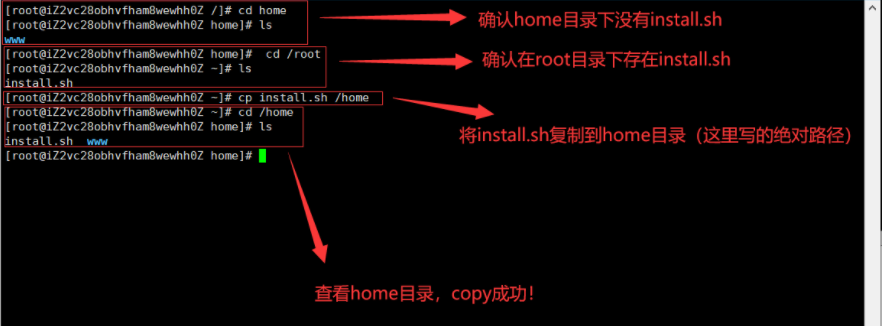 [root@iZ2vc28obhvfham8wewhh0Z /]# cd home
[root@iZ2vc28obhvfham8wewhh0Z home]# ls
www
[root@iZ2vc28obhvfham8wewhh0Z home]#  cd /root
[root@iZ2vc28obhvfham8wewhh0Z ~]# ls
install.sh
[root@iZ2vc28obhvfham8wewhh0Z ~]# cp install.sh /home
[root@iZ2vc28obhvfham8wewhh0Z ~]# cd /home
[root@iZ2vc28obhvfham8wewhh0Z home]# ls
install.sh  www
[root@iZ2vc28obhvfham8wewhh0Z home]#
确认home目录下没有install.sh
确认在root目录下存在install.sh
将install.sh复制到home目录（这里写的绝对路径）
查看home目录，copy成功！